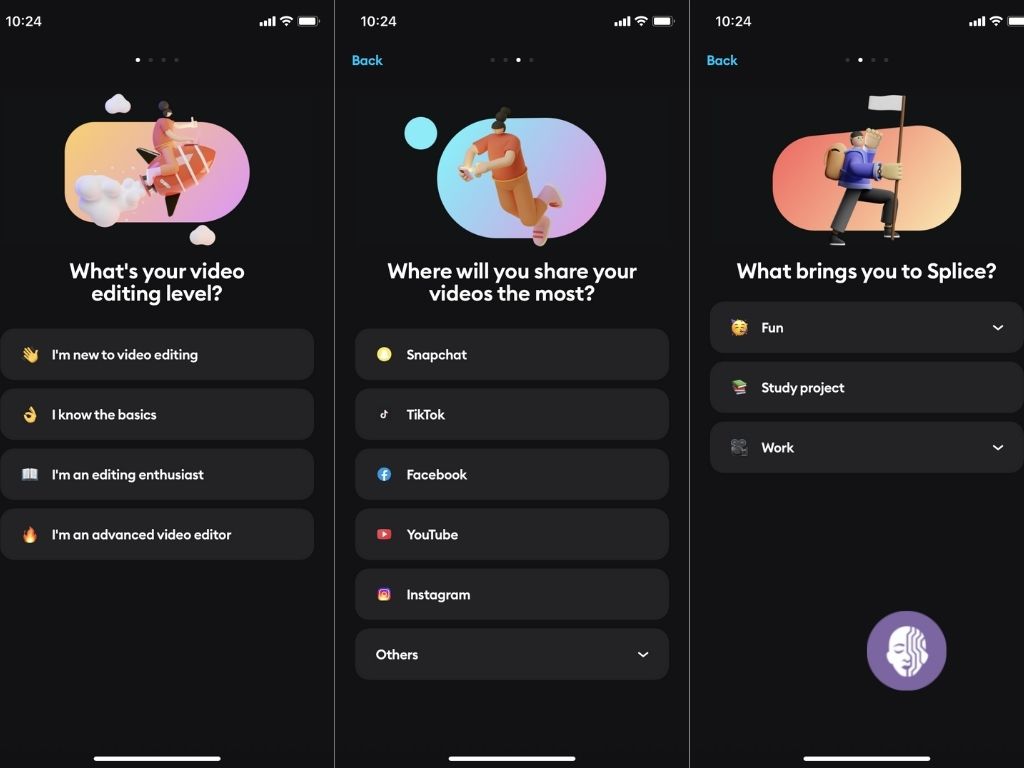 10:24
What's your video
editing level?
I'm new to video editing
I know the basics
I'm an editing enthusiast
I'm an advanced video editor
10:24
Back
Where will you share your
videos the most?
Snapchat
TikTok
Facebook
YouTube
Instagram
Others
10:24
Back
What brings you to Splice?
Fun
Study project
Work